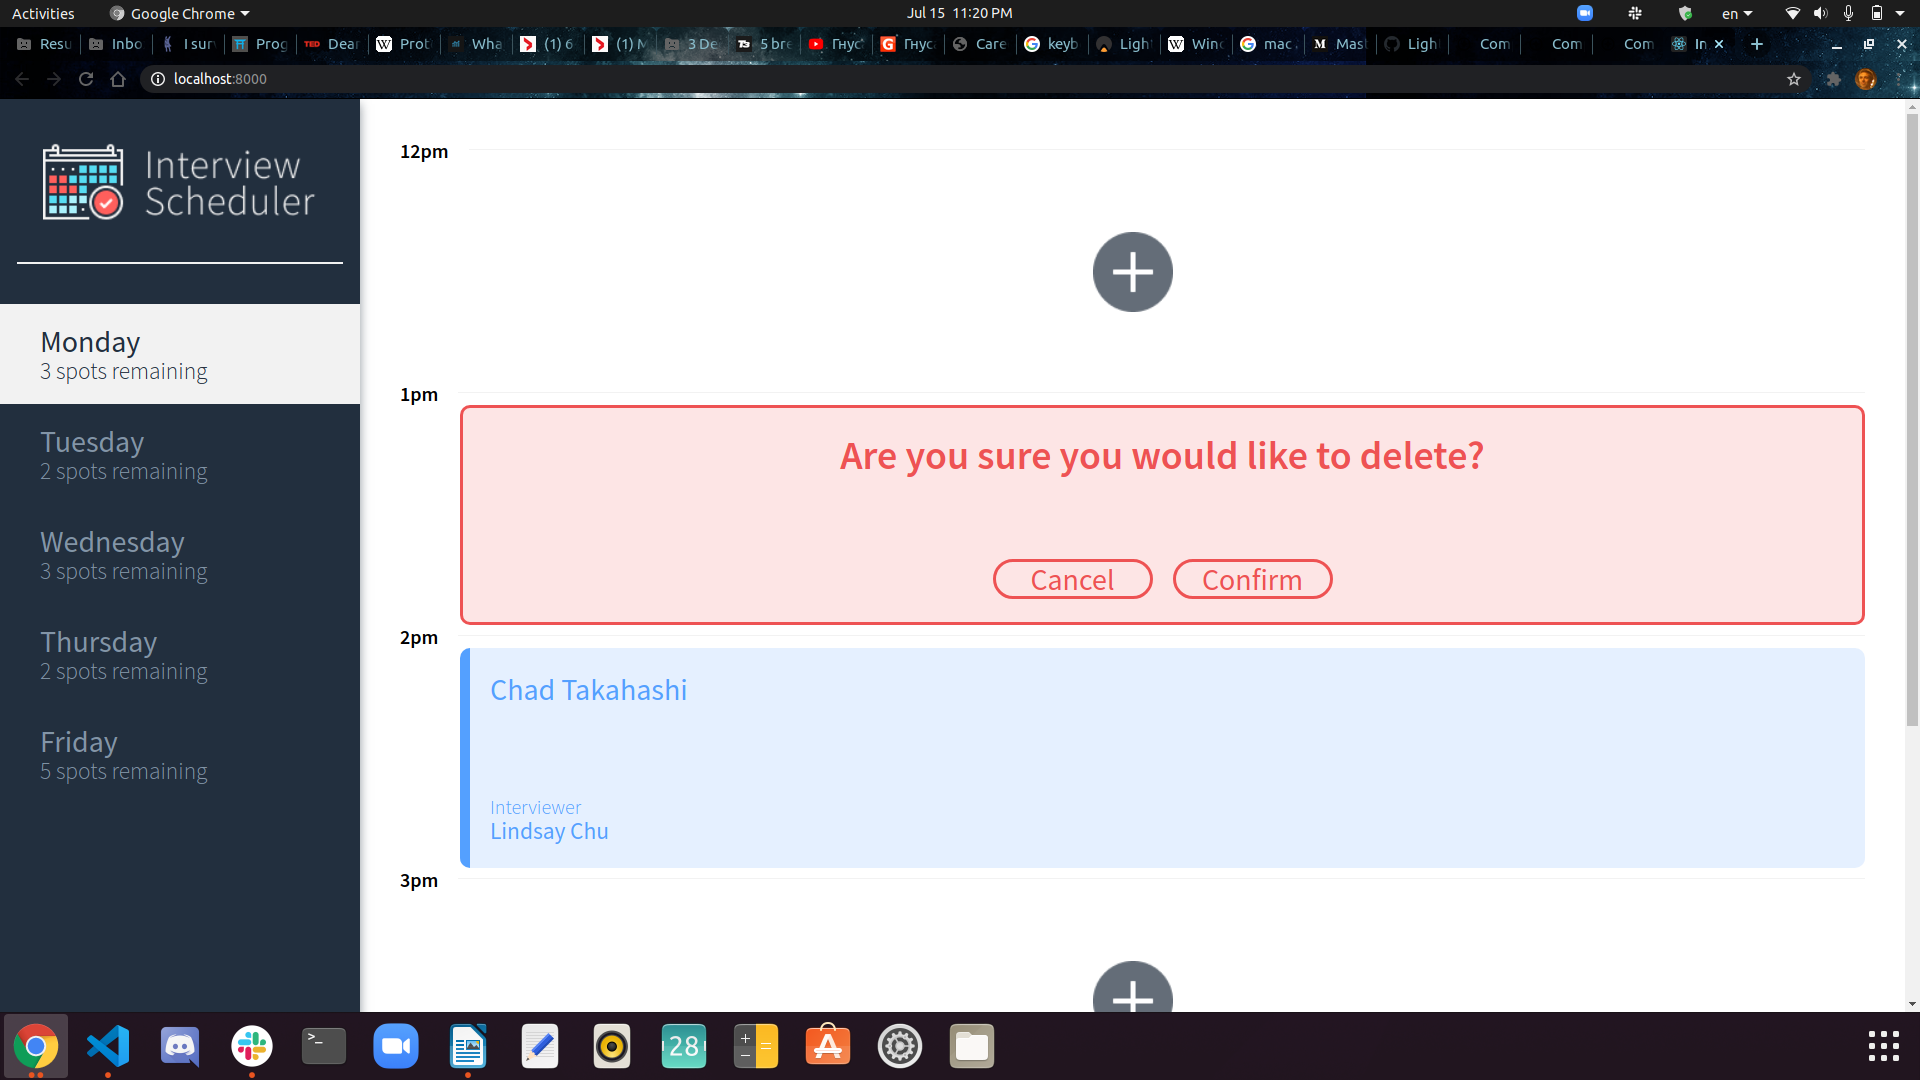 Activities Google Chrome Jul 15 11:20 PM en
Resu Inbo I sur Prog TED Dear W Prot Wha (1) 6 (1) M 3 De T3 5 bre Гнус Гнус Care keyb Ligh W Winc mac M Mast Ligh Com Com Com In
localhost:8000
Interview
Scheduler
Monday
3 spots remaining
Tuesday
2 spots remaining
Wednesday
3 spots remaining
Thursday
2 spots remaining
Friday
5 spots remaining
12pm
1pm
Are you sure you would like to delete?
Cancel Confirm
2pm
Chad Takahashi
Interviewer
Lindsay Chu
3pm
>_ 28